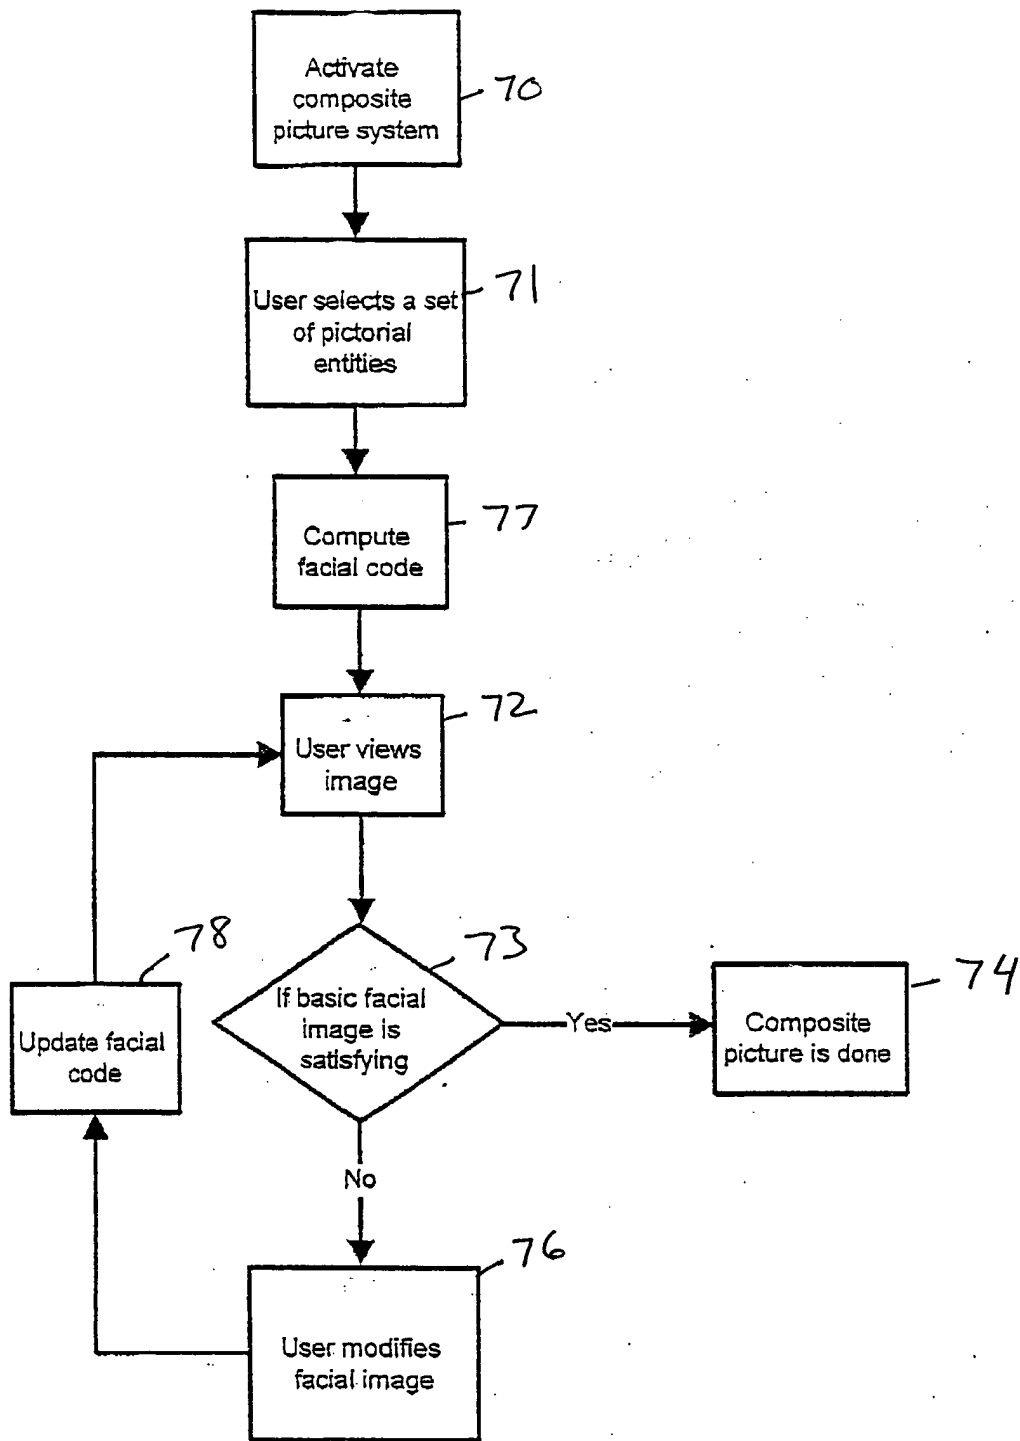 Activate
composite
picture system
70
User selects a set
of pictorial
entities
71
Compute
facial code
77
User views
image
72
If basic facial
image is
satisfying
73
Yes
Composite
picture is done
74
No
User modifies
facial image
76
Update facial
code
78